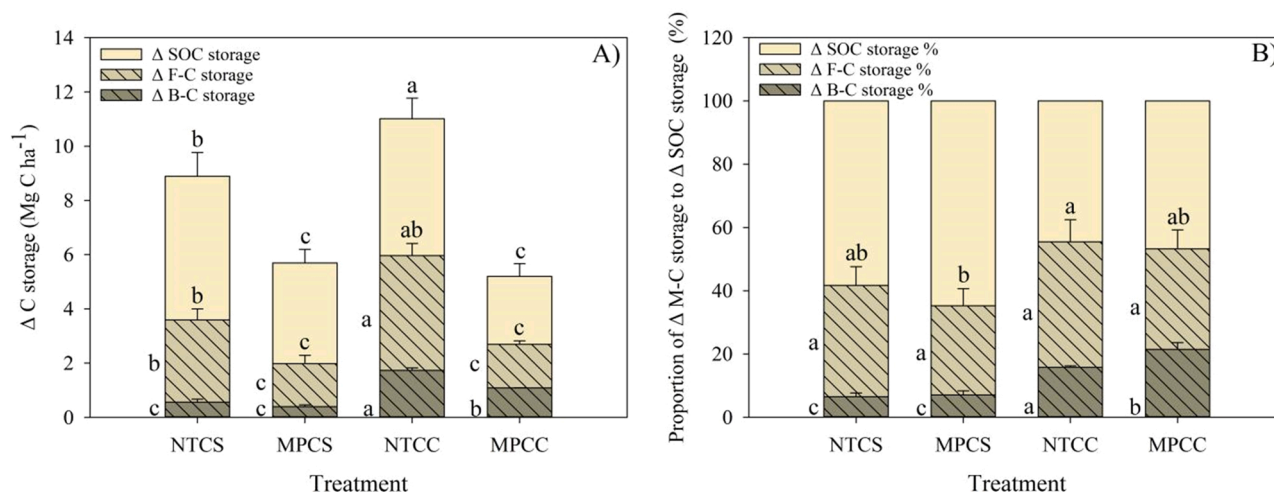 A)
Δ C storage (Mg C ha⁻¹)
14
12
10
8
6
4
2
0
Δ SOC storage
Δ F-C storage
Δ B-C storage
b
b
b
c
c
c
c
c
a
ab
a
a
c
c
c
b
NTCS MPCS NTCC MPCC
Treatment
B)
Proportion of Δ M-C storage to Δ SOC storage (%)
120
100
80
60
40
20
0
Δ SOC storage %
Δ F-C storage %
Δ B-C storage %
ab
a
c
b
a
c
a
a
a
ab
a
b
NTCS MPCS NTCC MPCC
Treatment